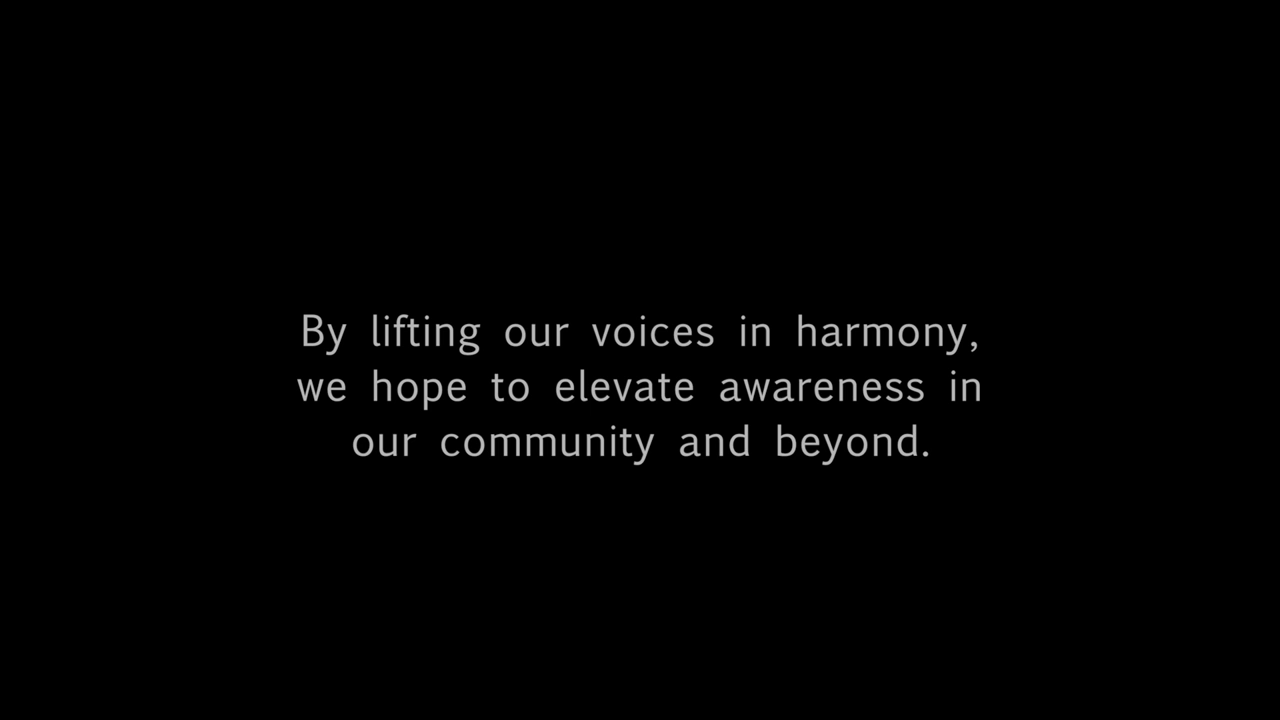 By lifting our voices in harmony,
we hope to elevate awareness in
our community and beyond.